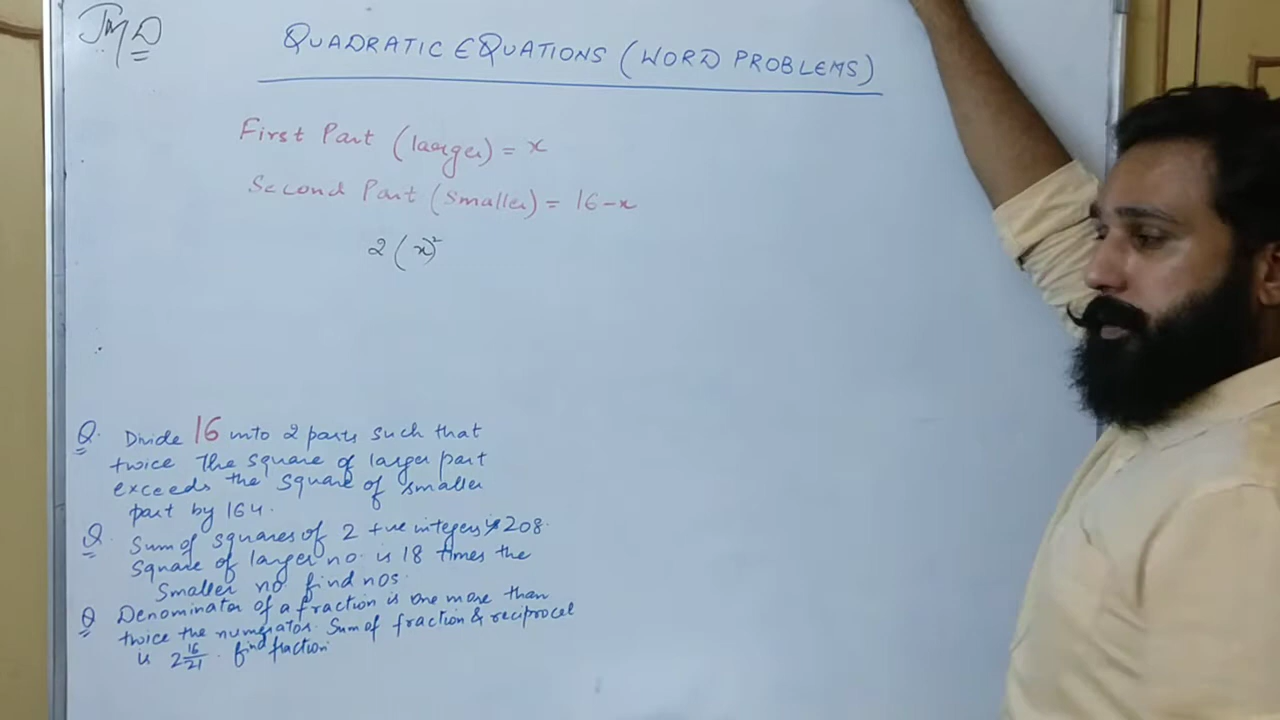 JMD
QUADRATIC EQUATIONS (WORD PROBLEMS)
First Part (larger) = x
Second Part (smaller) = 16-x
2(x)²
Q. Divide 16 into 2 parts such that
twice the square of larger part
exceeds the square of smaller
part by 164.
Q. Sum of squares of 2 +ve integers is 208.
Square of larger no. is 18 times the
smaller no. find nos.
Q Denominator of a fraction is one more than
twice the numerator. Sum of fraction & reciprocel
is 2 16/21. find fraction